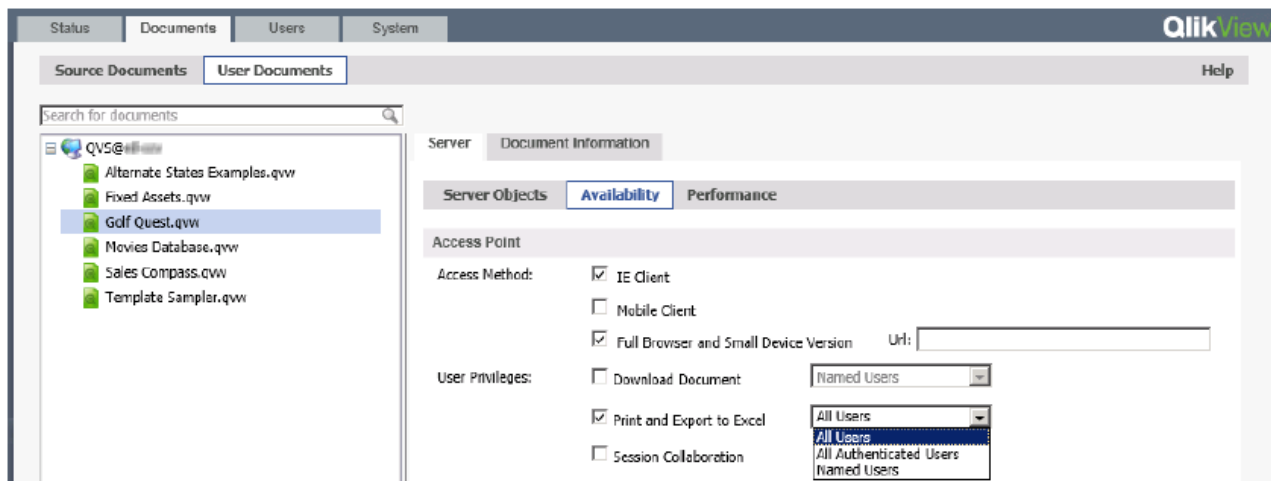 Status Documents Users System QlikView
Source Documents User Documents Help
Search for documents
QVS@
Alternate States Examples.qvw
Fixed Assets.qvw
Golf Quest.qvw
Movies Database.qvw
Sales Compass.qvw
Template Sampler.qvw
Server Document Information
Server Objects Availability Performance
Access Point
Access Method: IE Client
Mobile Client
Full Browser and Small Device Version Url:
User Privileges: Download Document Named Users
Print and Export to Excel All Users
All Users
All Authenticated Users
Session Collaboration
Named Users